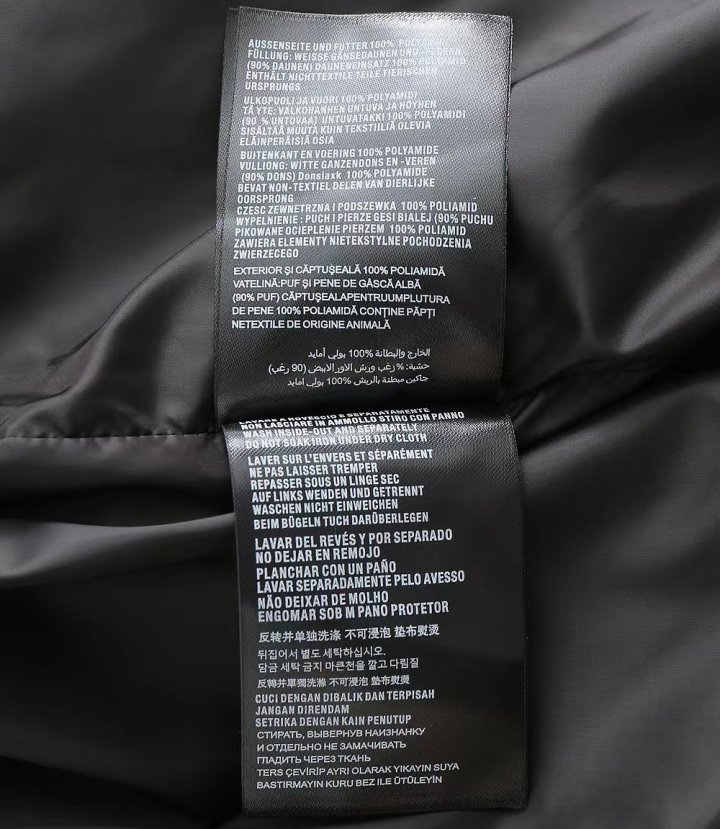 AUSSENSEITE UND FUTTER 100%
FÜLLUNG: WEISSE GÄNSEDAUNEN UND
(90% DAUNEN) DAUNENEINSATZ 100% POLYAMID
ENTHÄLT NICHTTEXTILE TEILE TIERISCHEN
URSPRUNGS
ULKOPUOLI JA VUORI 100% POLYAMIDI
TÄ YTE: VALKOHANHEN UNTUVA JA HÖYHEN
(90 % UNTUVAA) UNTUVATAKKI 100% POLYAMIDI
SISÄLTÄÄ MUUTA KUIN TEKSTIILIÄ OLEVIA
ELÄINPERÄISIÄ OSIA
BUITENKANT EN VOERING 100% POLYAMIDE
VULLIONG: WITTE GANZENDONS EN -VEREN
(90% DONS) Donsiaxk 100% POLYAMIDE
BEVAT NON-TEXTIEL DELEN VAN DIERLIJKE
OORSPRONG
CZESC ZEWNETRZNA I PODSZEWKA 100% POLIAMID
WYPELNIENIE : PUCH I PIERZE GESI BIALEJ (90% PUCHU
PIKOWANE OCIEPLENIE PIERZEM 100% POLIAMID
ZAWIERA ELEMENTY NIETEKSTYLNE POCHODZENIA
ZWIERZECEGO
EXTERIOR ŞI CĂPTUŞEALĂ 100% POLIAMIDĂ
VATELINĂ:PUF ŞI PENE DE GÂSCĂ ALBĂ
(90% PUF) CĂPTUŞEALAPENTRUUMPLUTURA
DE PENE 100% POLIAMIDĂ CONŢINE PĂPŢI
NETEXTILE DE ORIGINE ANIMALĂ
الخارج والبطانة 100% بولي أمايد
حشية: % رغب وريش الاوز الابيض (90 رغب)
جاكين مبطنة بالريش 100% بولي امايد
A ROVESCIO E SEPARATAMENTE
NON LASCIARE IN AMMOLLO STIRO CON PANNO
WASH INSIDE-OUT AND SEPARATELY
DO NOT SOAK IRON UNDER DRY CLOTH
LAVER SUR L'ENVERS ET SÉPARÉMENT
NE PAS LAISSER TREMPER
REPASSER SOUS UN LINGE SEC
AUF LINKS WENDEN UND GETRENNT
WASCHEN NICHT EINWEICHEN
BEIM BÜGELN TUCH DARÜBERLEGEN
LAVAR DEL REVÉS Y POR SEPARADO
NO DEJAR EN REMOJO
PLANCHAR CON UN PAÑO
LAVAR SEPARADAMENTE PELO AVESSO
NÃO DEIXAR DE MOLHO
ENGOMAR SOB M PANO PROTETOR
反转并单独洗涤 不可浸泡 垫布熨烫
뒤집어서 별도 세탁하십시오.
담금 세탁 금지 마른천을 깔고 다림질
反轉并單獨洗滌 不可浸泡 墊布熨燙
CUCI DENGAN DIBALIK DAN TERPISAH
JANGAN DIRENDAM
SETRIKA DENGAN KAIN PENUTUP
СТИРАТЬ, ВЫВЕРНУВ НАИЗНАНКУ
И ОТДЕЛЬНО НЕ ЗАМАЧИВАТЬ
ГЛАДИТЬ ЧЕРЕЗ ТКАНЬ
TERS ÇEVİRİP AYRI OLARAK YIKAYIN SUYA
BASTIRMAYIN KURU BEZ ILE ÜTÜLEYİN